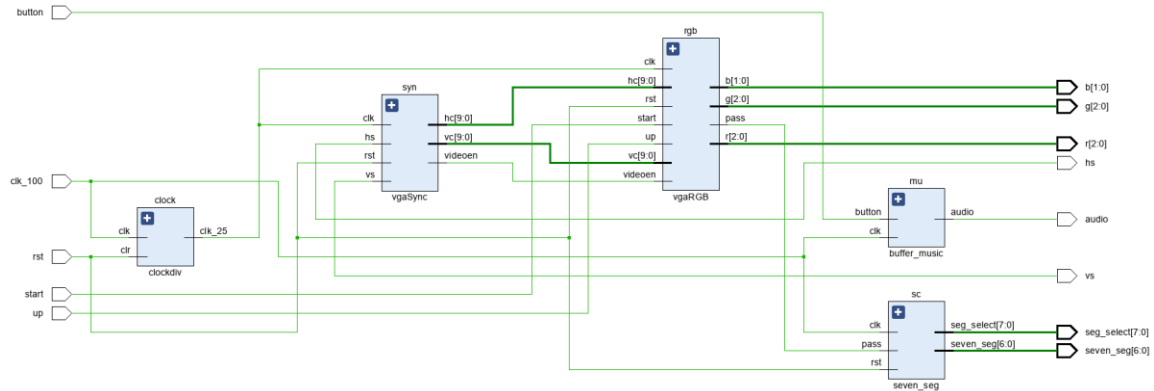 button
clk_100
rst
start
up
clock
clk
clr
clk_25
clockdiv
syn
clk
hs
rst
vs
hc[9:0]
vc[9:0]
videoen
vgaSync
rgb
clk
hc[9:0]
rst
start
up
vc[9:0]
videoen
b[1:0]
g[2:0]
pass
r[2:0]
vgaRGB
mu
button
clk
audio
buffer_music
sc
clk
pass
rst
seg_select[7:0]
seven_seg[6:0]
seven_seg
b[1:0]
g[2:0]
r[2:0]
hs
audio
vs
seg_select[7:0]
seven_seg[6:0]